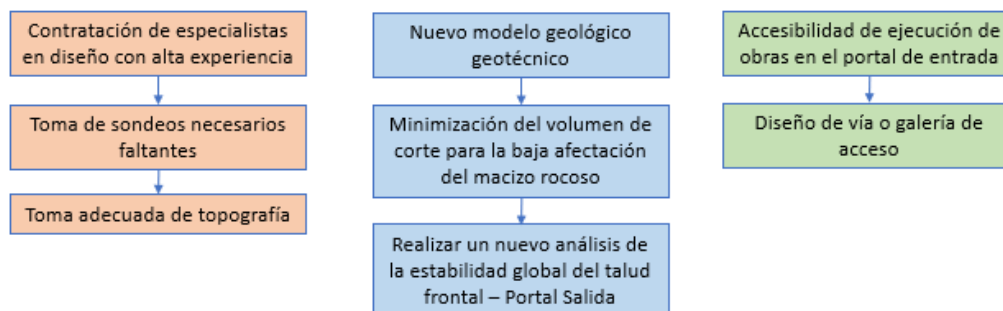 Contratación de especialistas
en diseño con alta experiencia
Toma de sondeos necesarios
faltantes
Toma adecuada de topografía
Nuevo modelo geológico
geotécnico
Minimización del volumen de
corte para la baja afectación
del macizo rocoso
Realizar un nuevo análisis de
la estabilidad global del talud
frontal – Portal Salida
Accesibilidad de ejecución de
obras en el portal de entrada
Diseño de vía o galería de
acceso